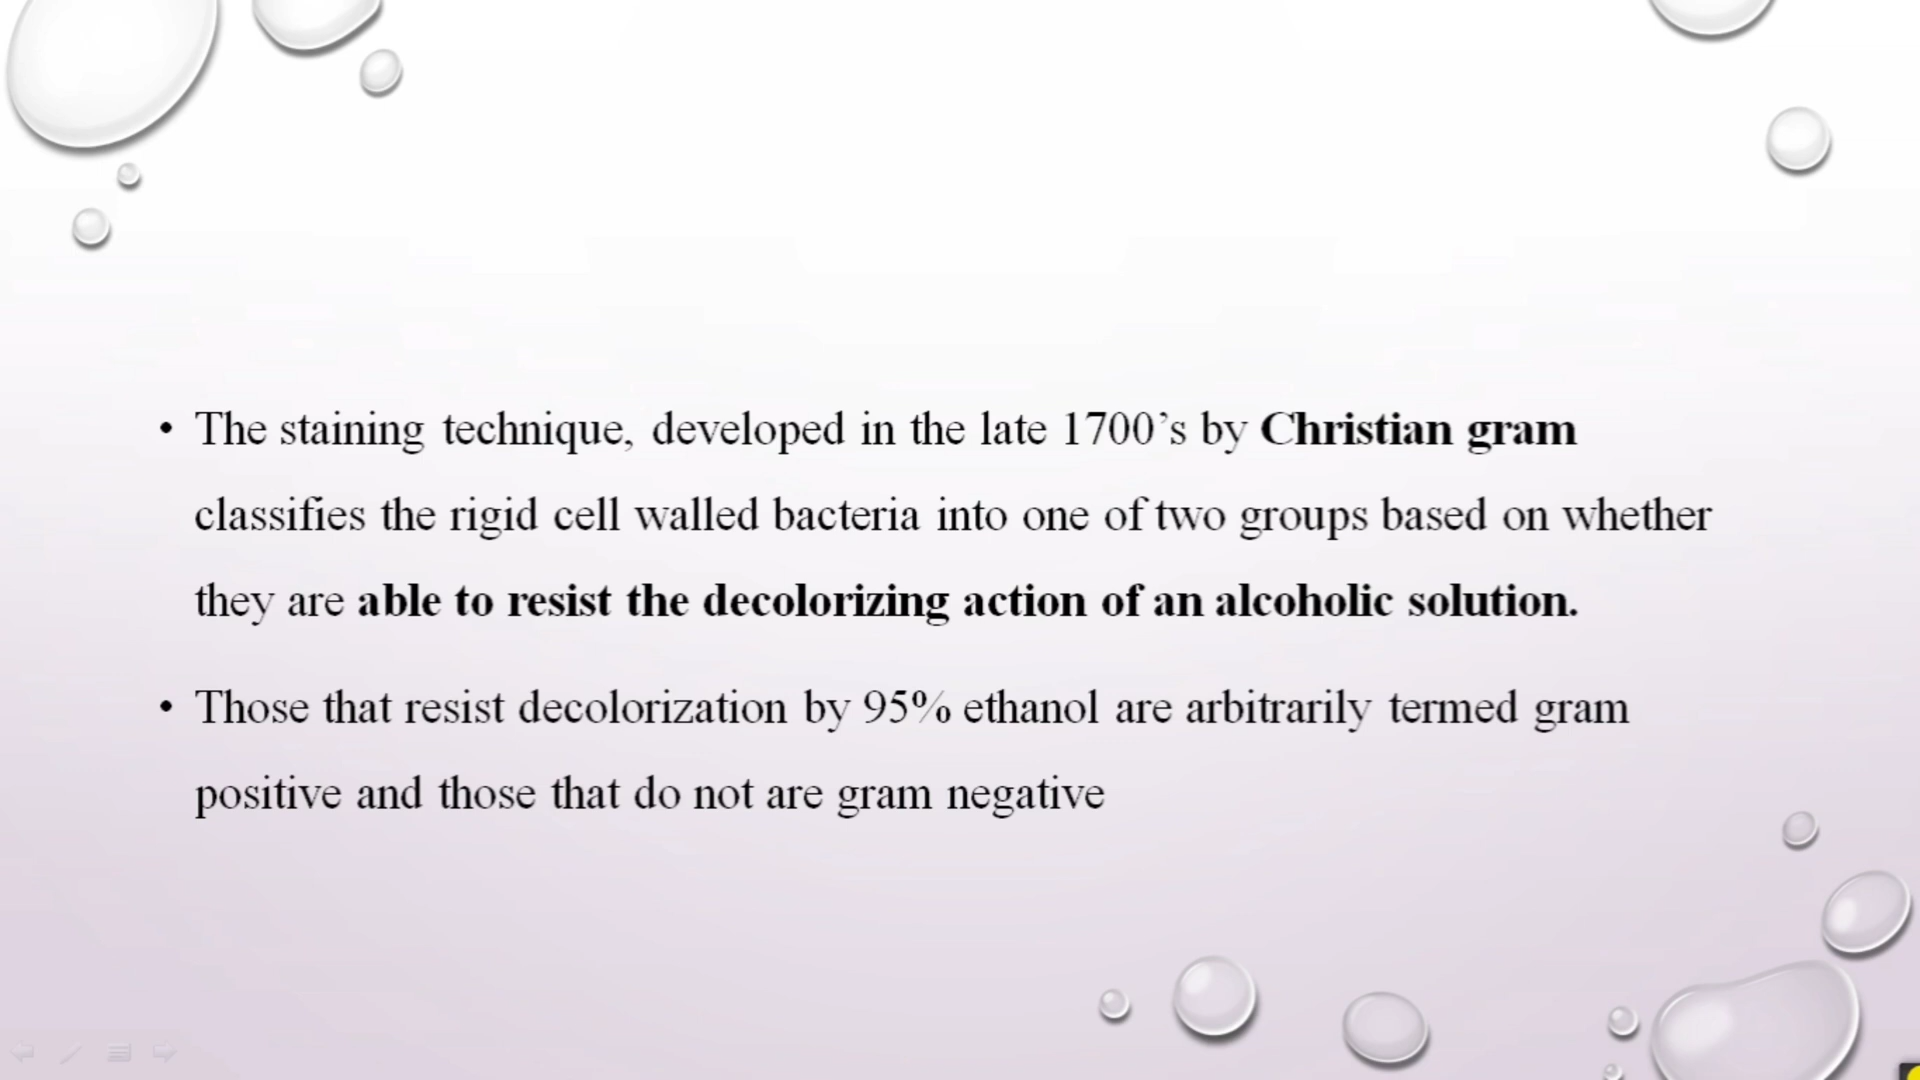 • The staining technique, developed in the late 1700’s by Christian gram
classifies the rigid cell walled bacteria into one of two groups based on whether
they are able to resist the decolorizing action of an alcoholic solution.
• Those that resist decolorization by 95% ethanol are arbitrarily termed gram
positive and those that do not are gram negative